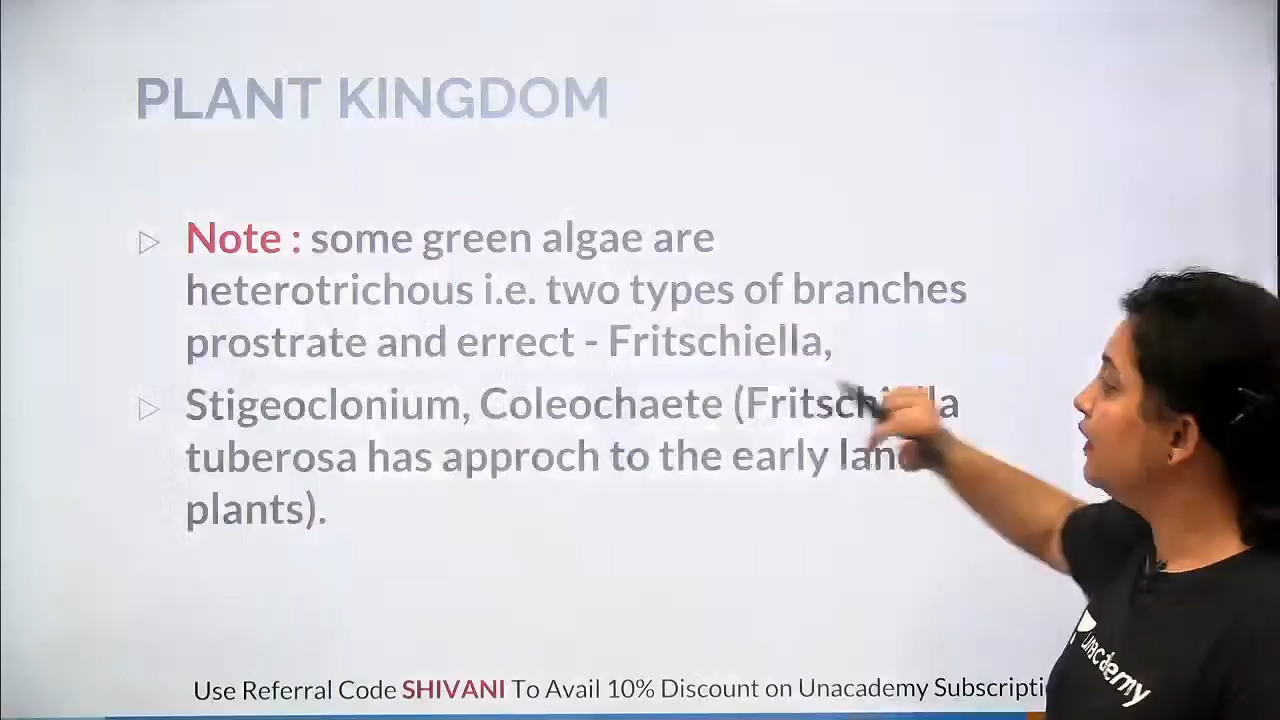 PLANT KINGDOM
▷ Note : some green algae are
heterotrichous i.e. two types of branches
prostrate and errect - Fritschiella,
▷ Stigeoclonium, Coleochaete (Fritschiella
tuberosa has approch to the early land
plants).
Unacademy
Use Referral Code SHIVANI To Avail 10% Discount on Unacademy Subscripti